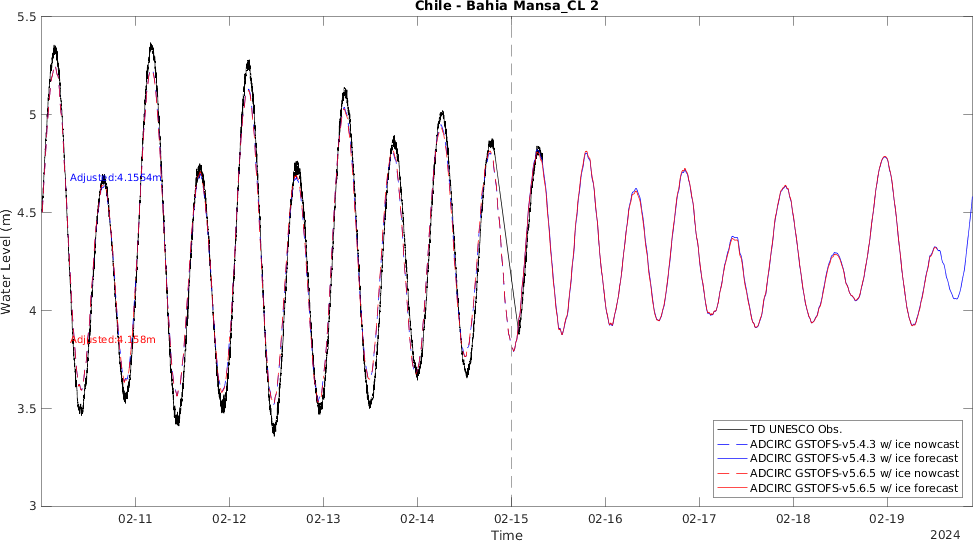 Chile - Bahia Mansa_CL 2
5.5
5
4.5
4
3.5
3
Water Level (m)
Adjusted:4.1564m
Adjusted:4.158m
TD UNESCO Obs.
ADCIRC GSTOFS-v5.4.3 w/ ice nowcast
ADCIRC GSTOFS-v5.4.3 w/ ice forecast
ADCIRC GSTOFS-v5.6.5 w/ ice nowcast
ADCIRC GSTOFS-v5.6.5 w/ ice forecast
02-11 02-12 02-13 02-14 02-15 02-16 02-17 02-18 02-19
Time
2024